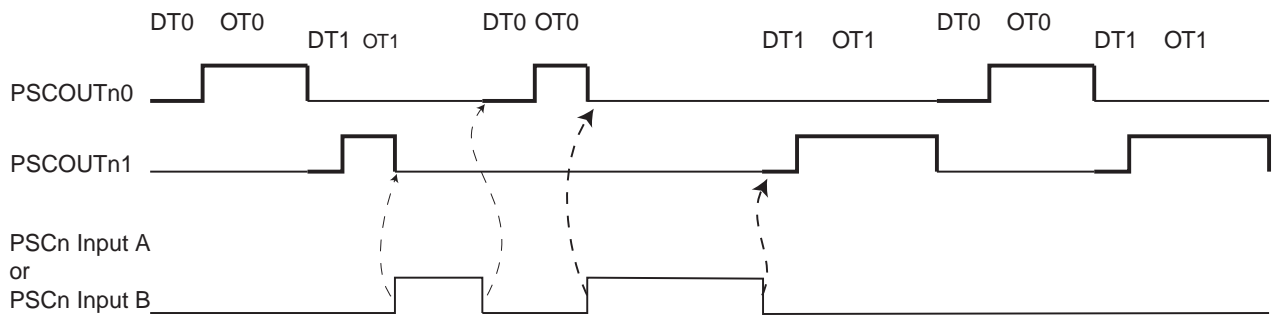 DT0 OT0 DT1 OT1 DT0 OT0 DT1 OT1 DT0 OT0 DT1 OT1
PSCOUTn0
PSCOUTn1
PSCn Input A
or
PSCn Input B